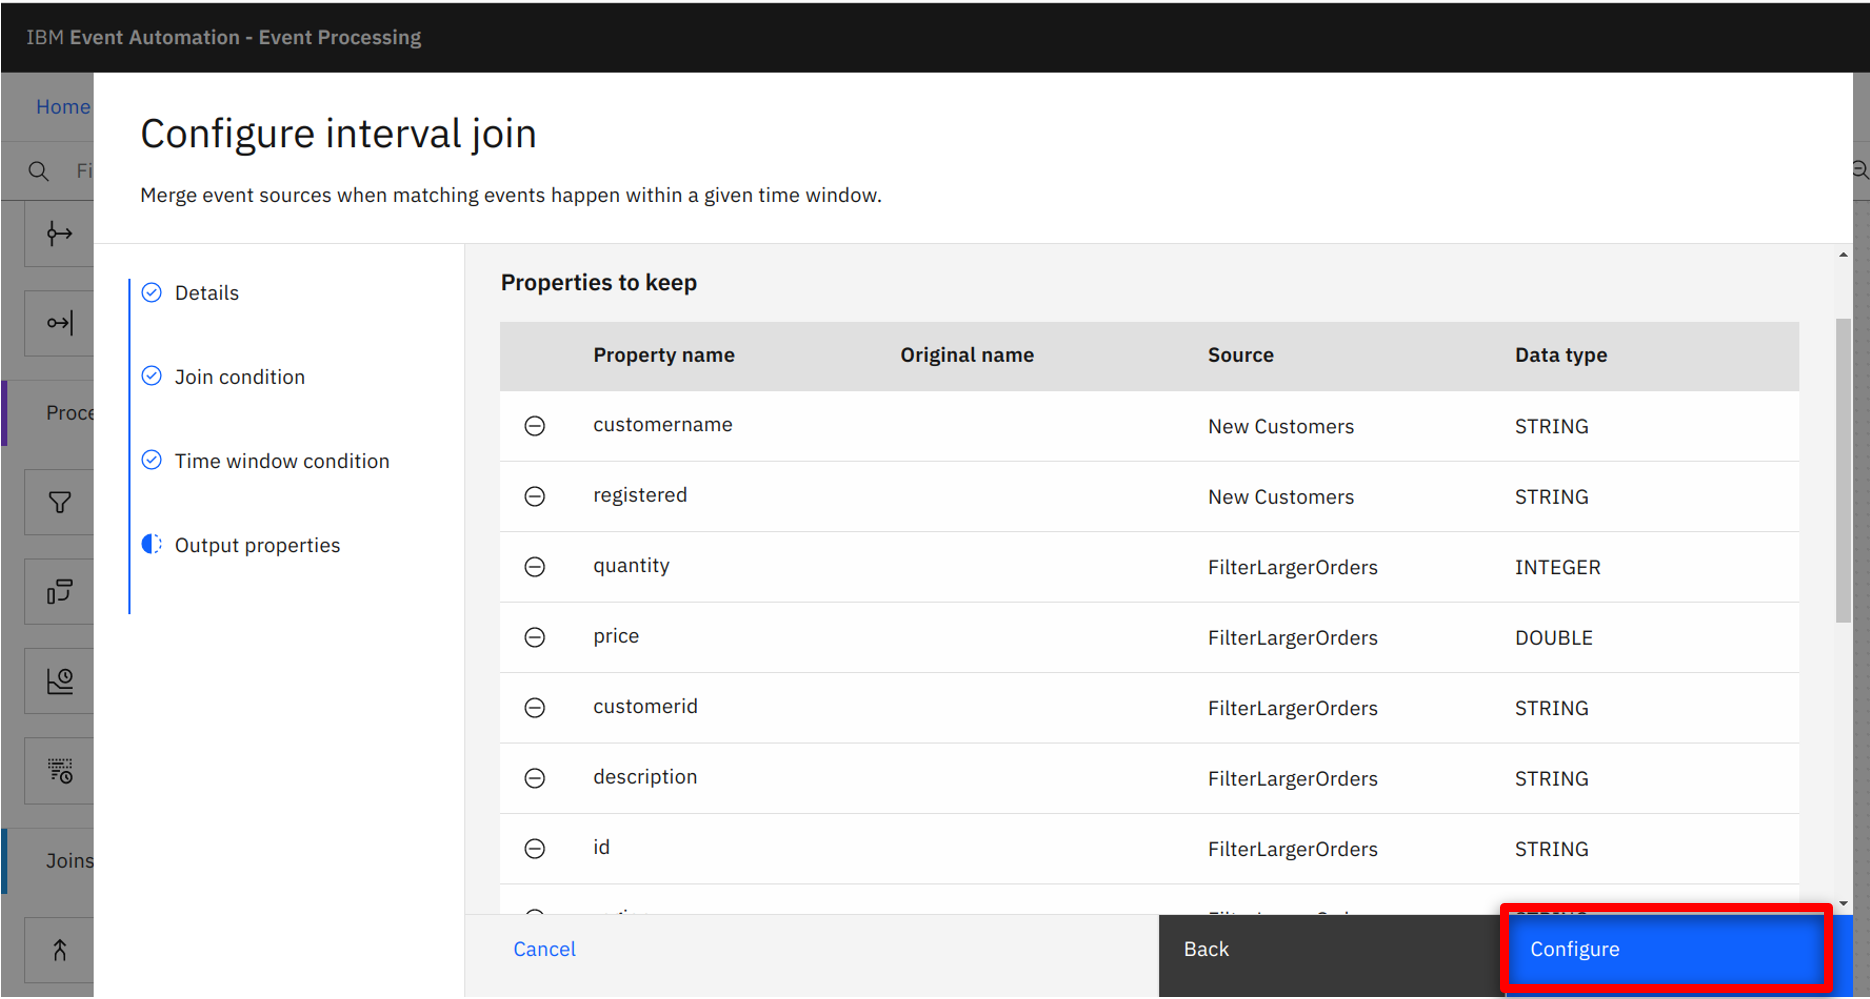 IBM Event Automation - Event Processing
Home
Configure interval join
Fi
Merge event sources when matching events happen within a given time window.
Details
Join condition
Time window condition
Output properties
Proce
Joins
Properties to keep
Property name Original name Source Data type
customername New Customers STRING
registered New Customers STRING
quantity FilterLargerOrders INTEGER
price FilterLargerOrders DOUBLE
customerid FilterLargerOrders STRING
description FilterLargerOrders STRING
id FilterLargerOrders STRING
Cancel
Back
Configure